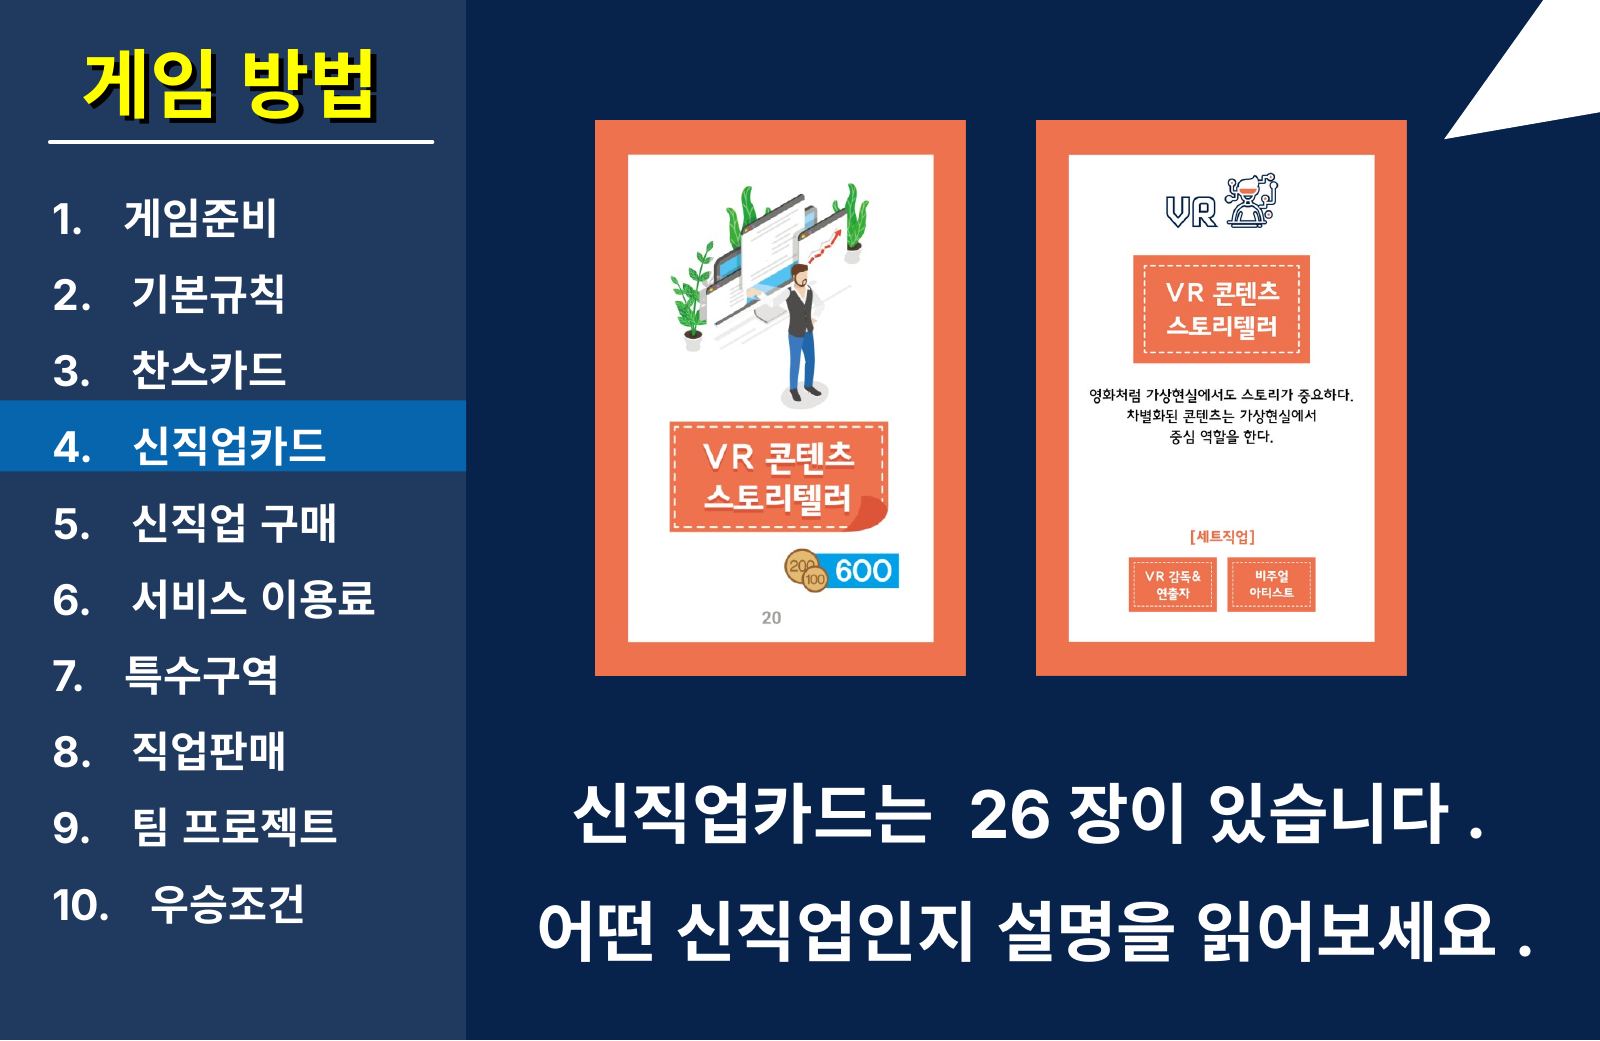 게임 방법
1. 게임준비
2. 기본규칙
3. 찬스카드
4. 신직업카드
5. 신직업 구매
6. 서비스 이용료
7. 특수구역
8. 직업판매
9. 팀 프로젝트
10. 우승조건
VR 콘텐츠
스토리텔러
200
100
600
20
VR
VR 콘텐츠
스토리텔러
영화처럼 가상현실에서도 스토리가 중요하다.
차별화된 콘텐츠는 가상현실에서
중심 역할을 한다.
[세트직업]
VR 감독&
연출자
비주얼
아티스트
신직업카드는 26 장이 있습니다 .
어떤 신직업인지 설명을 읽어보세요 .